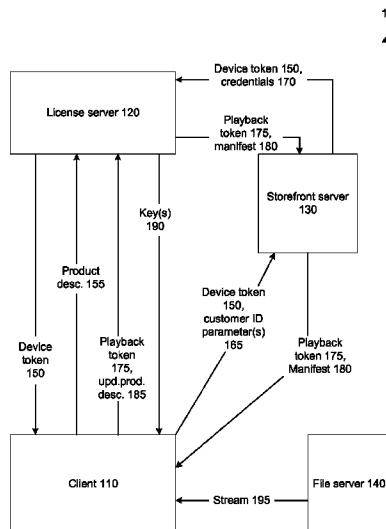 Device token 150,
credentials 170
License server 120
Playback
token 175,
manifest 180
Storefront server
130
Key(s)
190
Product
desc. 155
Device token
150,
customer ID
parameter(s)
165
Device
token
150
Playback
token
175,
upd.prod.
desc. 185
Playback
token 175,
Manifest 180
Client 110
File server 140
Stream 195